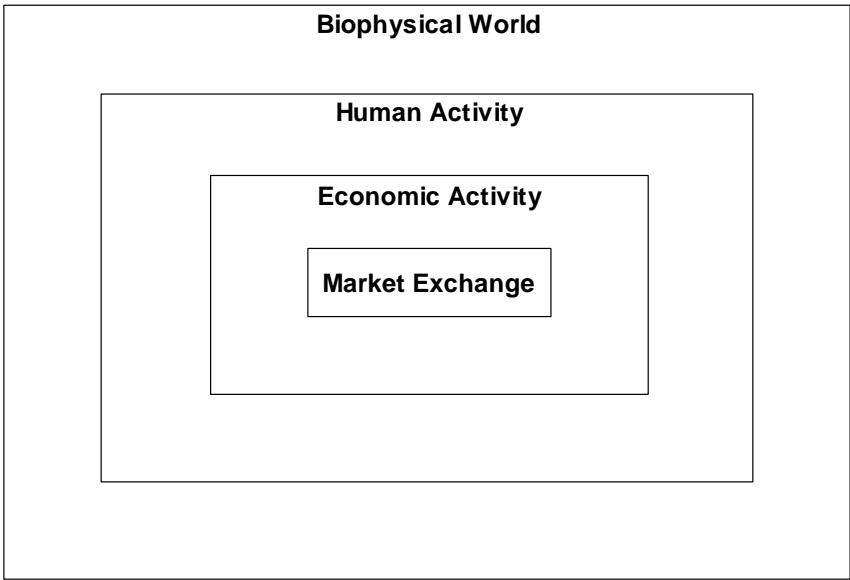 Biophysical World
Human Activity
Economic Activity
Market Exchange